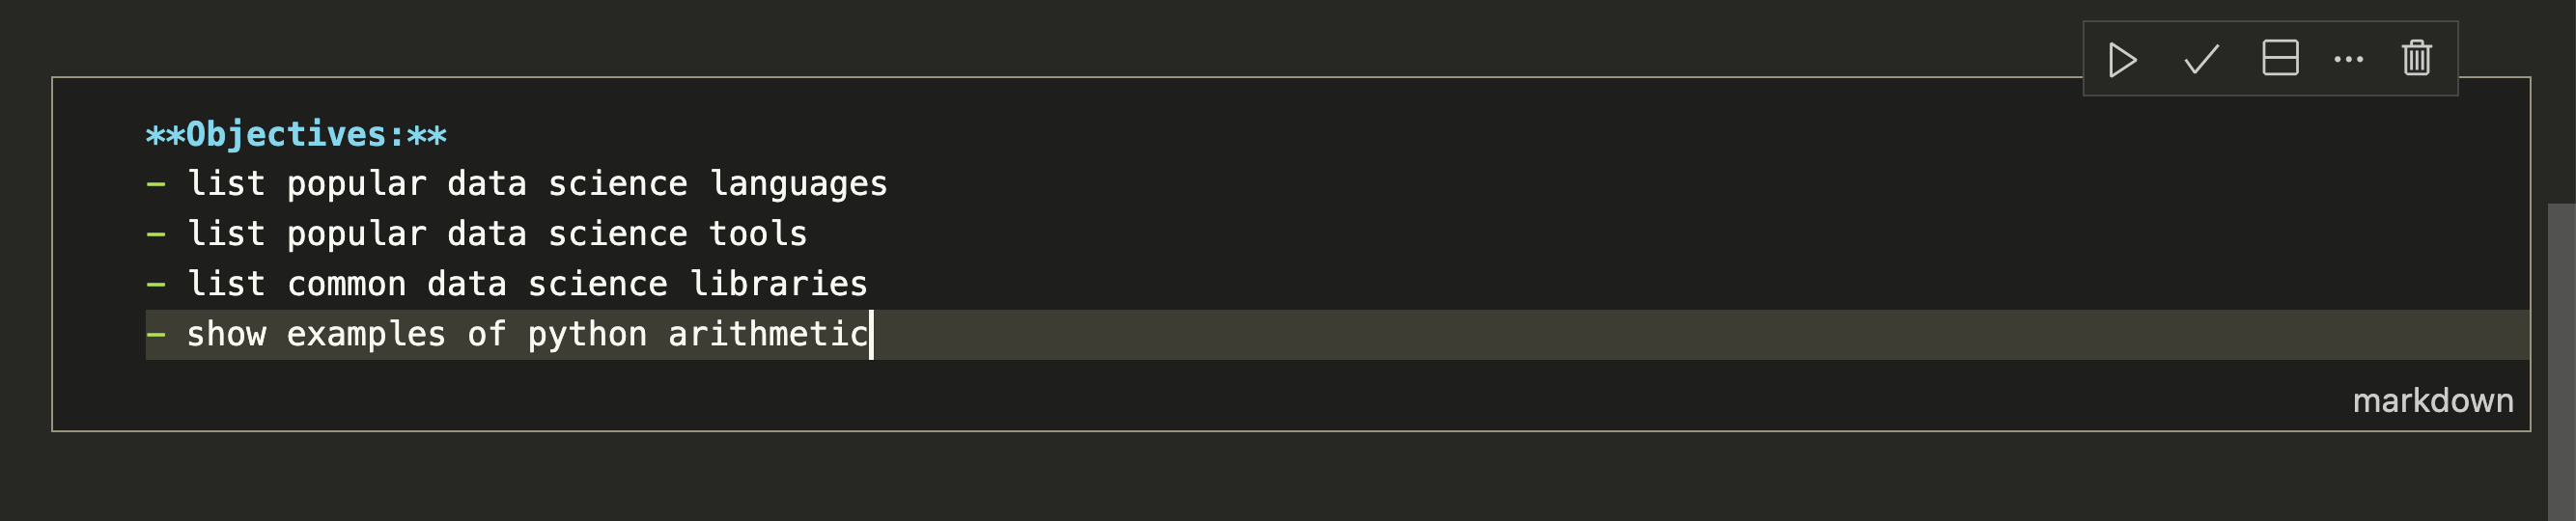 **Objectives:**
- list popular data science languages
- list popular data science tools
- list common data science libraries
- show examples of python arithmetic
markdown